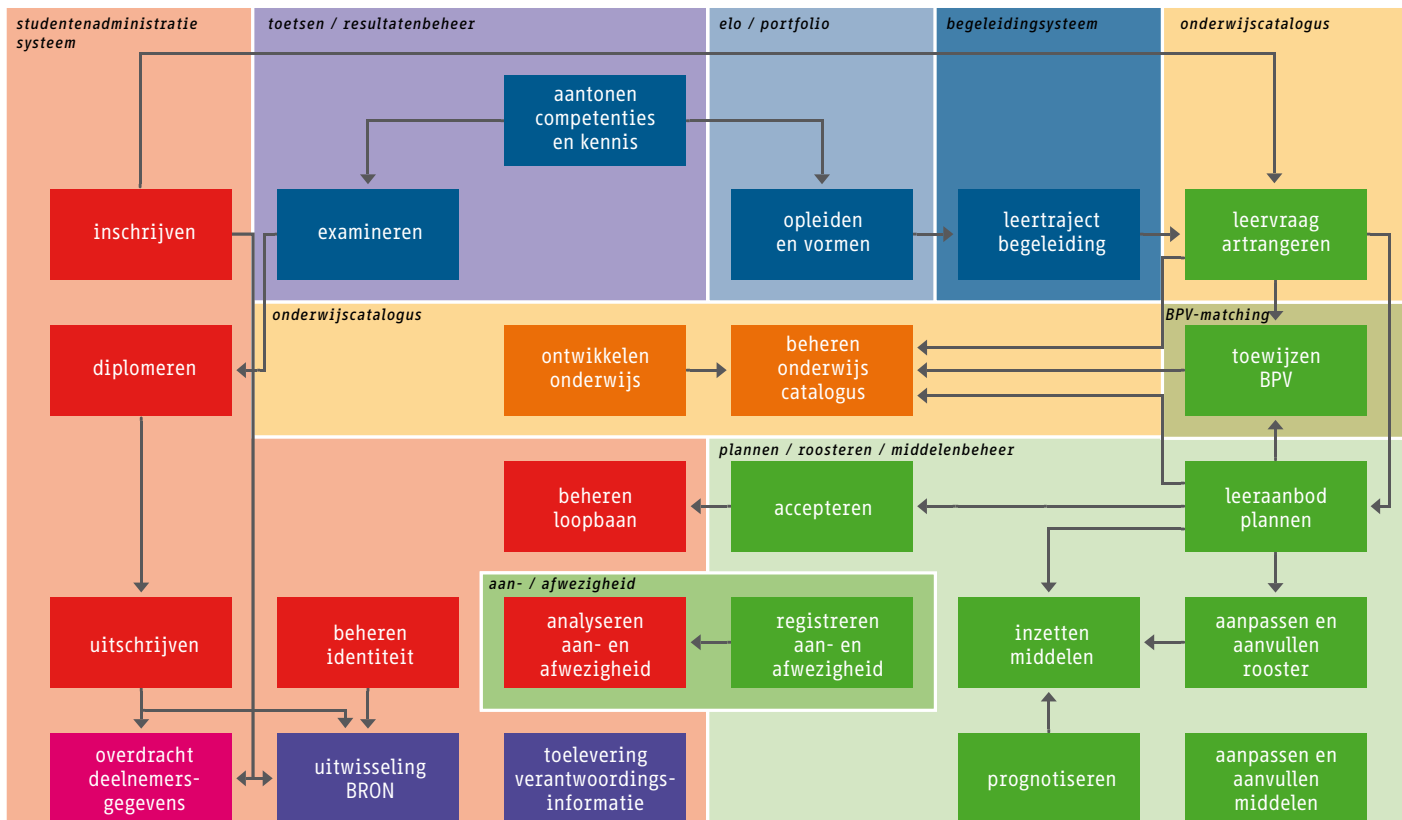 studentenadministratie
systeem
toetsen / resultatenbeheer
elo / portfolio
begeleidingsysteem
onderwijscatalogus
aantonen
competenties
en kennis
inschrijven
examineren
opleiden
en vormen
leertraject
begeleiding
leervraag
artrangeren
onderwijscatalogus
BPV-matching
diplomeren
ontwikkelen
onderwijs
beheren
onderwijs
catalogus
toewijzen
BPV
plannen / roosteren / middelenbeheer
beheren
loopbaan
accepteren
leeraanbod
plannen
aan- / afwezigheid
uitschrijven
beheren
identiteit
analyseren
aan- en
afwezigheid
registreren
aan- en
afwezigheid
inzetten
middelen
aanpassen en
aanvullen
rooster
overdracht
deelnemers-
gegevens
uitwisseling
BRON
toelevering
verantwoordings-
informatie
prognotiseren
aanpassen en
aanvullen
middelen